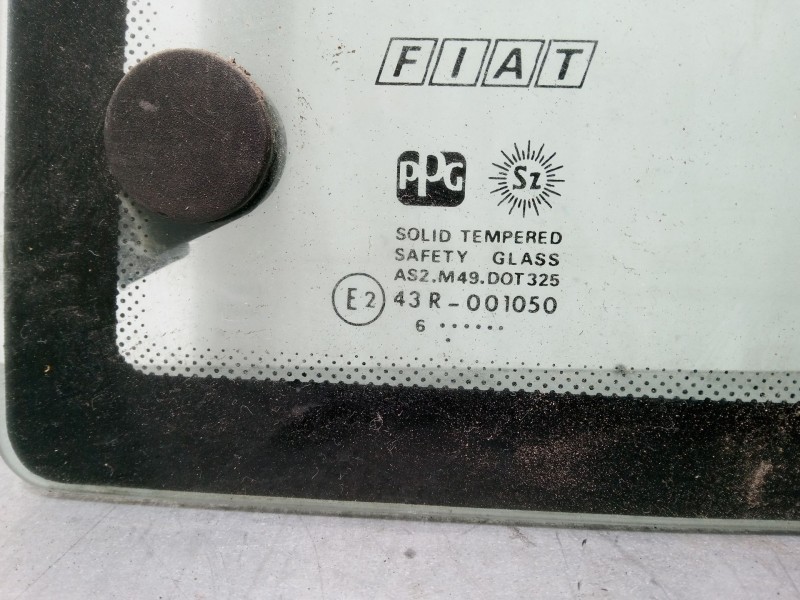 FIAT
PPG Sz
SOLID TEMPERED
SAFETY GLASS
AS2.M49.DOT325
E2 43R-001050
6 ······
·